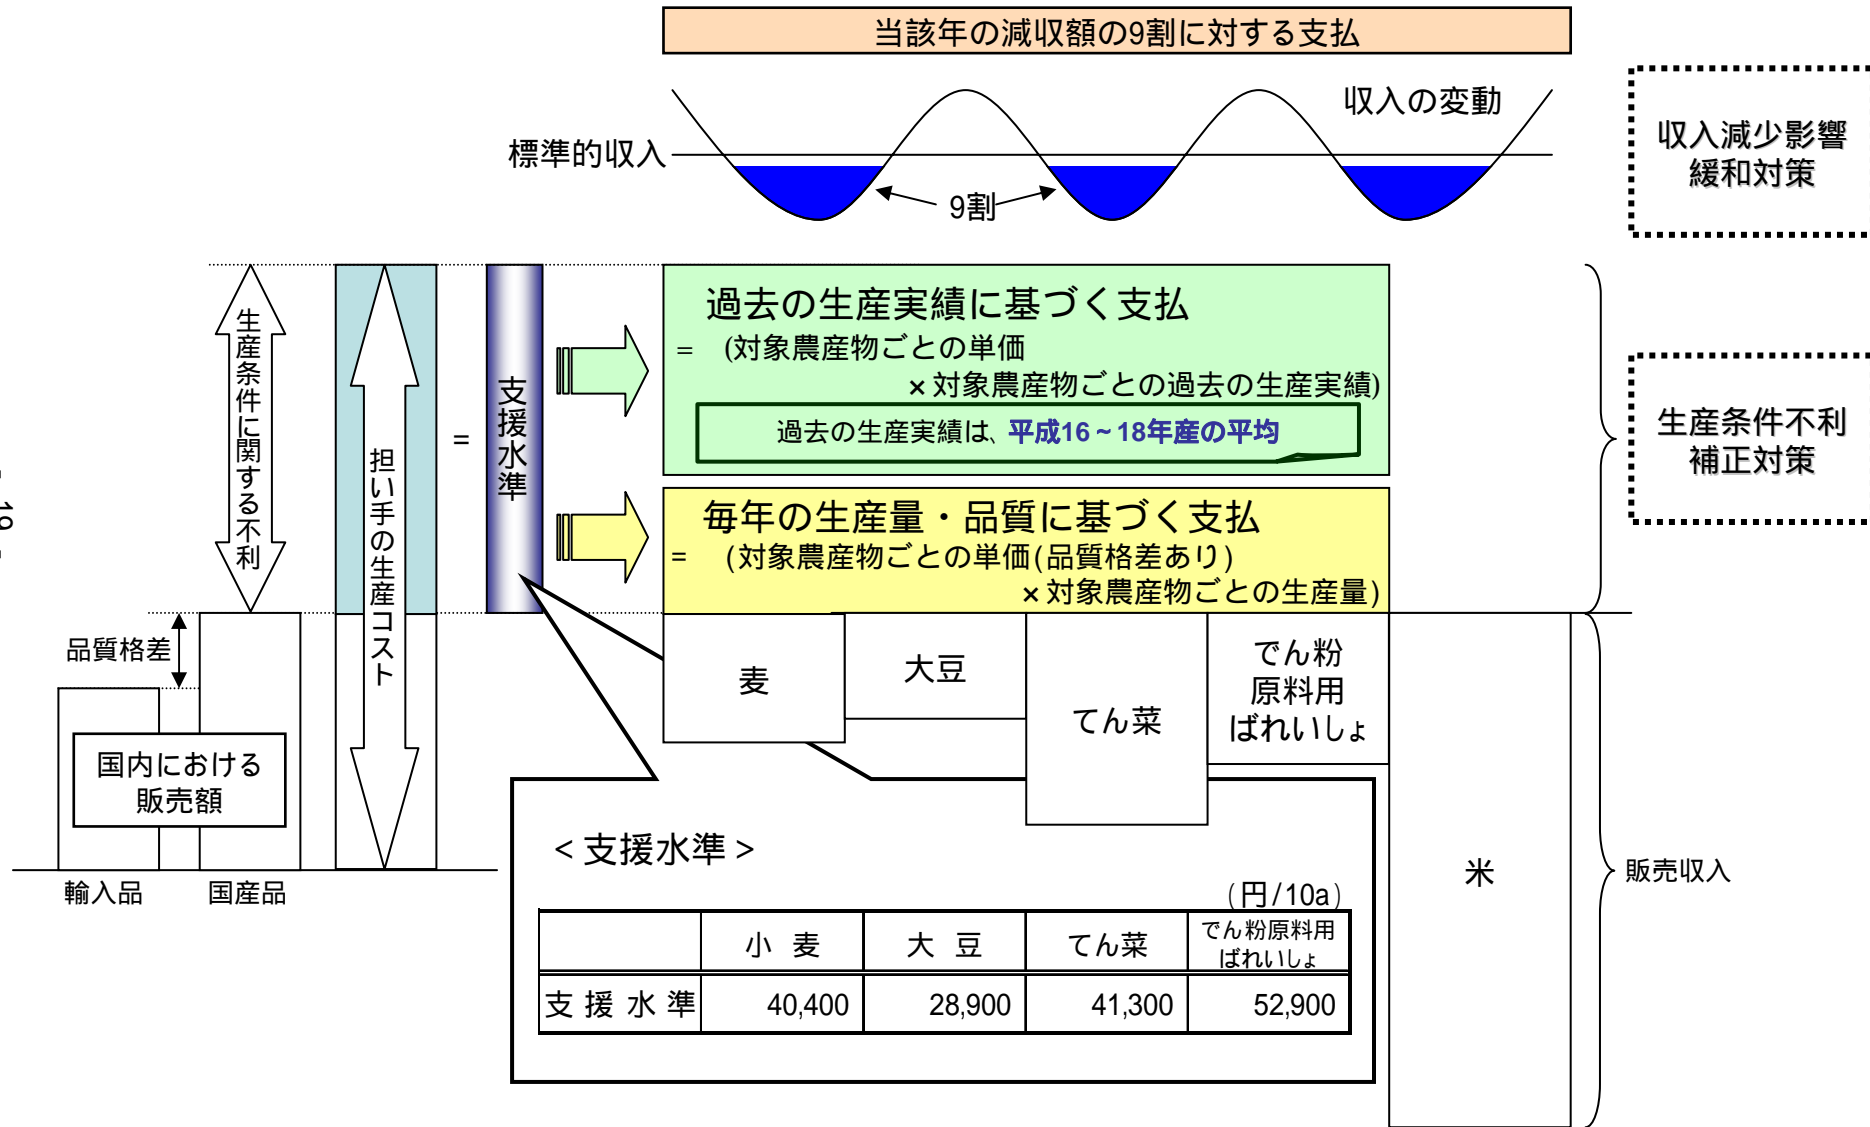 当該年の減収額の9割に対する支払
収入の変動
標準的収入
9割
収入減少影響
緩和対策
生産条件に関する不利
担い手の生産コスト
=
支援水準
過去の生産実績に基づく支払
= (対象農産物ごとの単価
×対象農産物ごとの過去の生産実績)
過去の生産実績は、平成16~18年産の平均
毎年の生産量・品質に基づく支払
= (対象農産物ごとの単価(品質格差あり)
×対象農産物ごとの生産量)
生産条件不利
補正対策
- 19 -
品質格差
国内における
販売額
輸入品
国産品
麦
大豆
てん菜
でん粉
原料用
ばれいしょ
米
販売収入
<支援水準>
(円/10a)
小 麦 大 豆 てん菜 でん粉原料用
ばれいしょ
支援水準 40,400 28,900 41,300 52,900